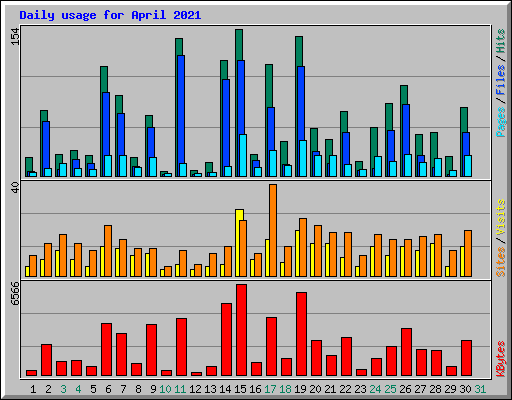 Daily usage for April 2021
154
Pages / Files / Hits
40
Sites / Visits
6566
KBytes
1 2 3 4 5 6 7 8 9 10 11 12 13 14 15 16 17 18 19 20 21 22 23 24 25 26 27 28 29 30 31